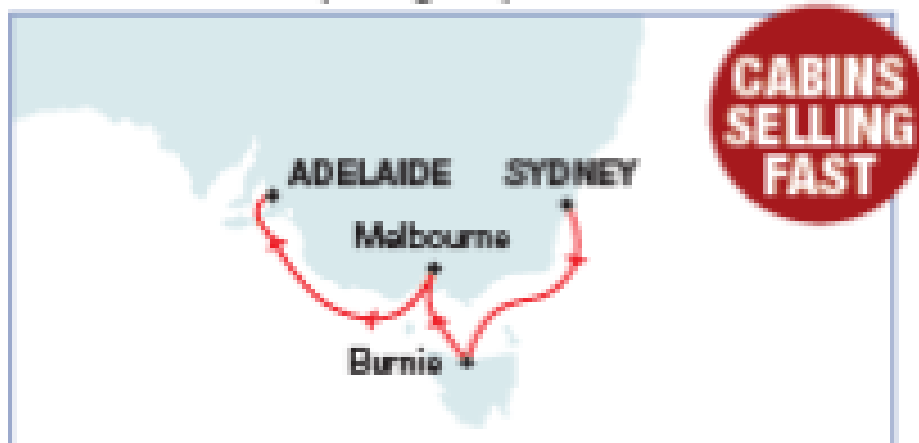 CABINS
SELLING
FAST
ADELAIDE
SYDNEY
Melbourne
Burnie